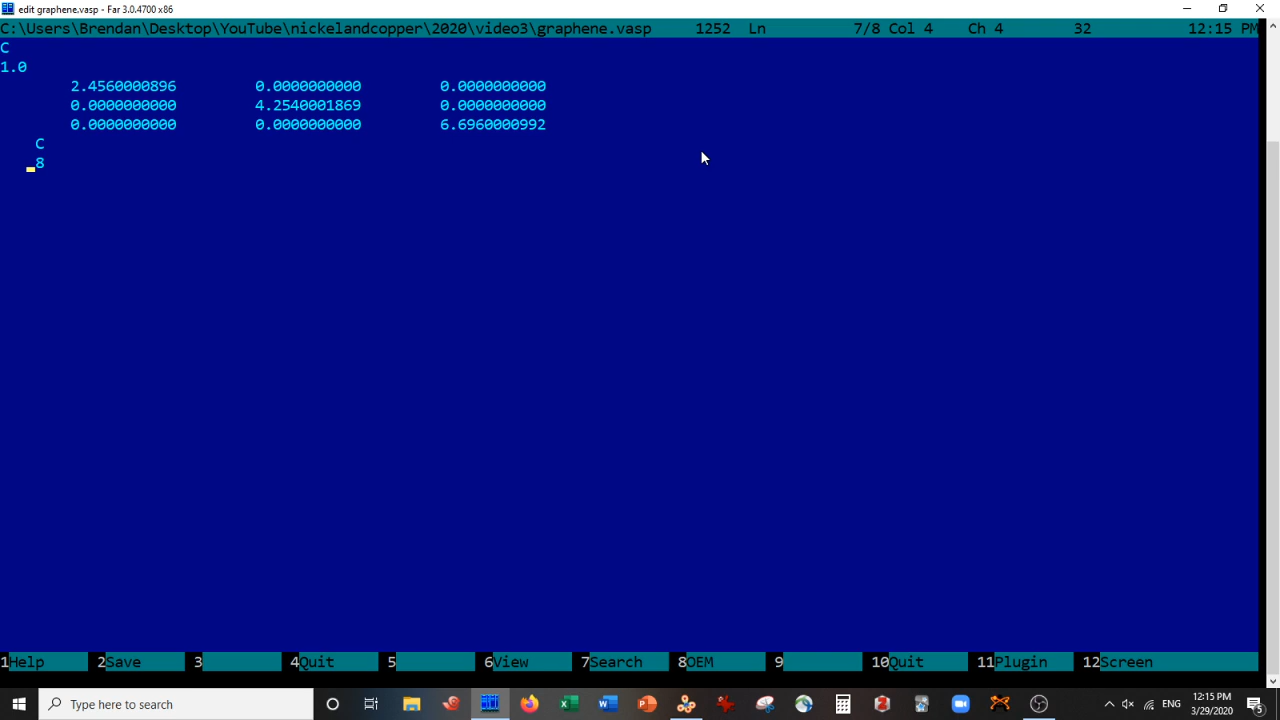 edit graphene.vasp - Far 3.0.4700 x86
C:\Users\Brendan\Desktop\YouTube\nickelandcopper\2020\video3\graphene.vasp 1252 Ln 7/8 Col 4 Ch 4 32 12:15 PM
C
1.0
2.4560000896 0.0000000000 0.0000000000
0.0000000000 4.2540001869 0.0000000000
0.0000000000 0.0000000000 6.6960000992
C
8
1Help 2Save 3 4Quit 5 6View 7Search 8OEM 9 10Quit 11Plugin 12Screen
Type here to search
ENG
12:15 PM
3/29/2020
5